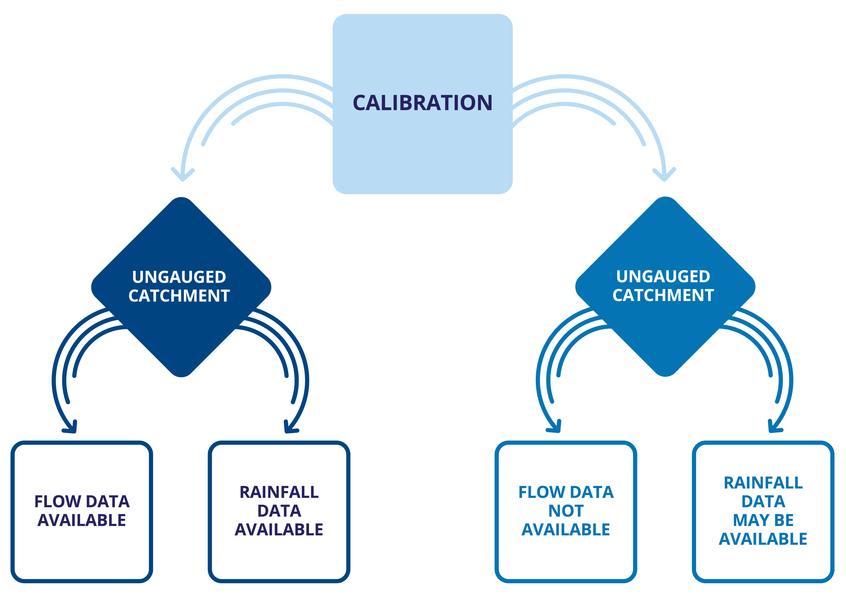 CALIBRATION
UNGAUGED
CATCHMENT
UNGAUGED
CATCHMENT
FLOW DATA
AVAILABLE
RAINFALL
DATA
AVAILABLE
FLOW DATA
NOT
AVAILABLE
RAINFALL
DATA
MAY BE
AVAILABLE